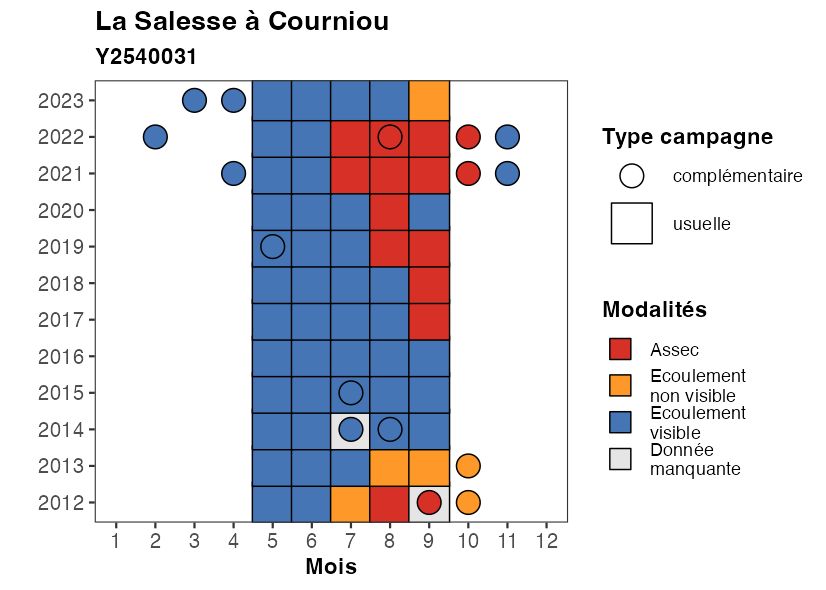 La Salesse à Courniou
Y2540031
2023
2022
2021
2020
2019
2018
2017
2016
2015
2014
2013
2012
1 2 3 4 5 6 7 8 9 10 11 12
Mois
Type campagne
complémentaire
usuelle
Modalités
Assec
Ecoulement
non visible
Ecoulement
visible
Donnée
manquante